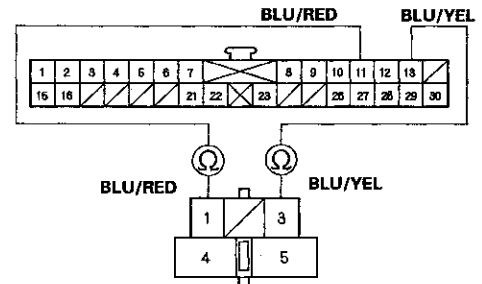 BLU/RED BLU/YEL
1 2 3 4 5 6 7 8 9 10 11 12 13
15 16 21 22 23 26 27 28 29 30
Ω Ω
BLU/RED BLU/YEL
1 3
4 5